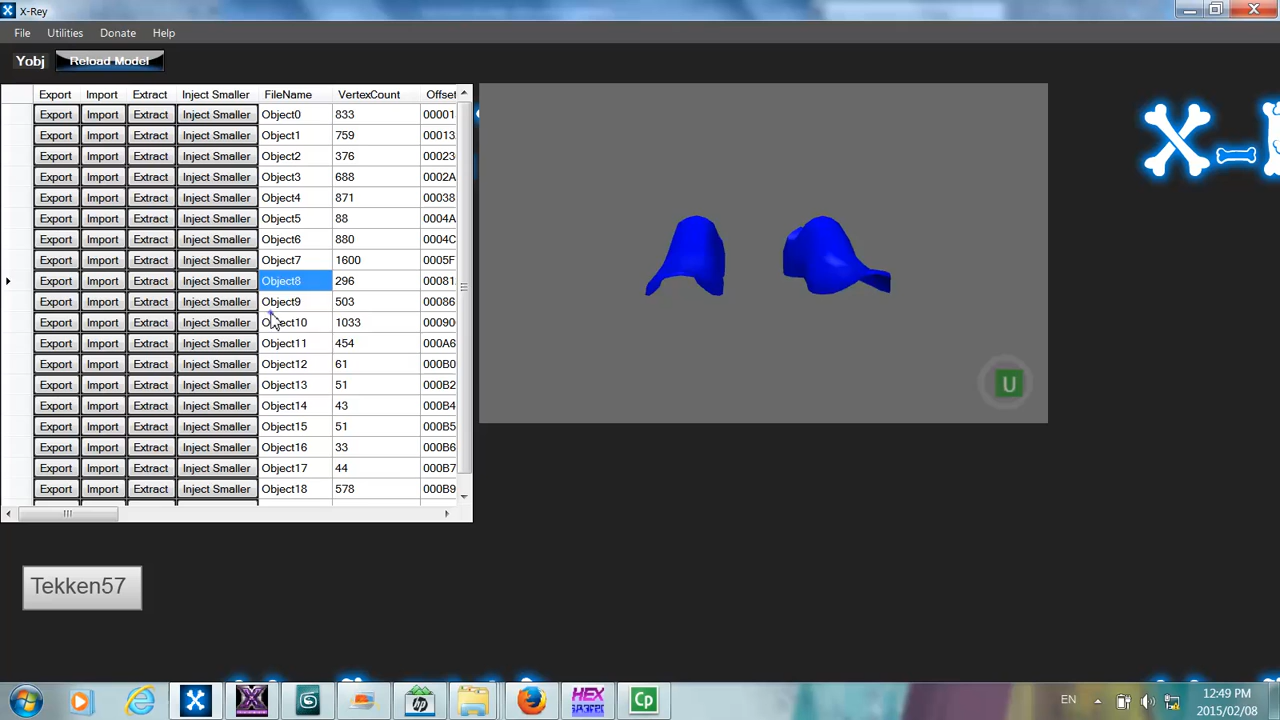 X-Rey
File Utilities Donate Help
Yobj Reload Model
Export Import Extract Inject Smaller FileName VertexCount Offset
Export Import Extract Inject Smaller Object0 833 00001
Export Import Extract Inject Smaller Object1 759 00013
Export Import Extract Inject Smaller Object2 376 00023
Export Import Extract Inject Smaller Object3 688 0002A
Export Import Extract Inject Smaller Object4 871 00038
Export Import Extract Inject Smaller Object5 88 0004A
Export Import Extract Inject Smaller Object6 880 0004C
Export Import Extract Inject Smaller Object7 1600 0005F
Export Import Extract Inject Smaller Object8 296 00081
Export Import Extract Inject Smaller Object9 503 00086
Export Import Extract Inject Smaller Object10 1033 00090
Export Import Extract Inject Smaller Object11 454 000A6
Export Import Extract Inject Smaller Object12 61 000B0
Export Import Extract Inject Smaller Object13 51 000B2
Export Import Extract Inject Smaller Object14 43 000B4
Export Import Extract Inject Smaller Object15 51 000B5
Export Import Extract Inject Smaller Object16 33 000B6
Export Import Extract Inject Smaller Object17 44 000B7
Export Import Extract Inject Smaller Object18 578 000B9
X-
U
Tekken57
hp
HEX
Cp
EN
12:49 PM
2015/02/08